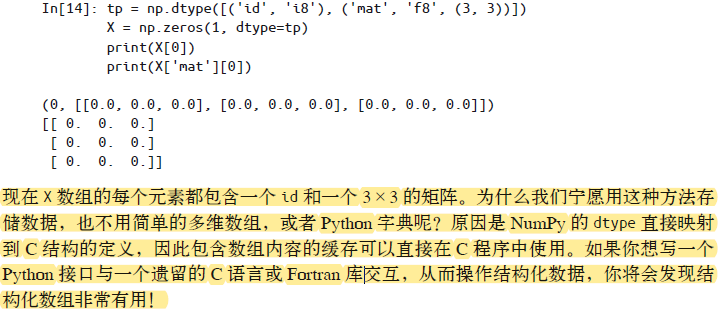 In[14]: tp = np.dtype([('id', 'i8'), ('mat', 'f8', (3, 3))])
X = np.zeros(1, dtype=tp)
print(X[0])
print(X['mat'][0])
(0, [[0.0, 0.0, 0.0], [0.0, 0.0, 0.0], [0.0, 0.0, 0.0]])
[[ 0.  0.  0.]
[ 0.  0.  0.]
[ 0.  0.  0.]]
现在 X 数组的每个元素都包含一个 id 和一个 3×3 的矩阵。为什么我们宁愿用这种方法存
储数据，也不用简单的多维数组，或者 Python 字典呢？原因是 NumPy 的 dtype 直接映射
到 C 结构的定义，因此包含数组内容的缓存可以直接在 C 程序中使用。如果你想写一个
Python 接口与一个遗留的 C 语言或 Fortran 库交互，从而操作结构化数据，你将会发现结
构化数组非常有用！